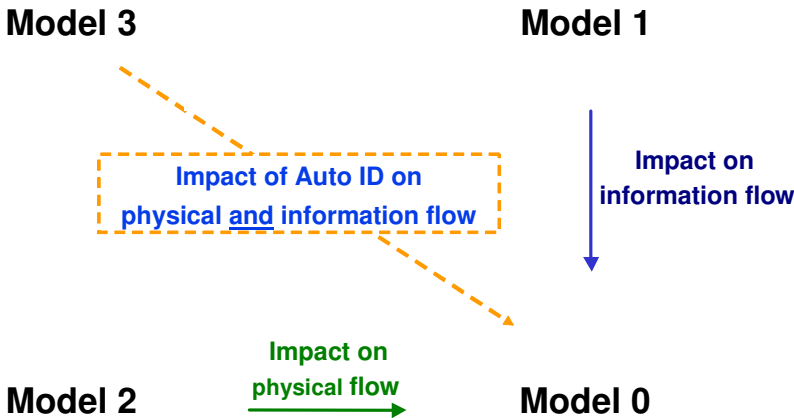 Model 3
Model 1
Impact of Auto ID on
physical and information flow
Impact on
information flow
Impact on
physical flow
Model 2
Model 0